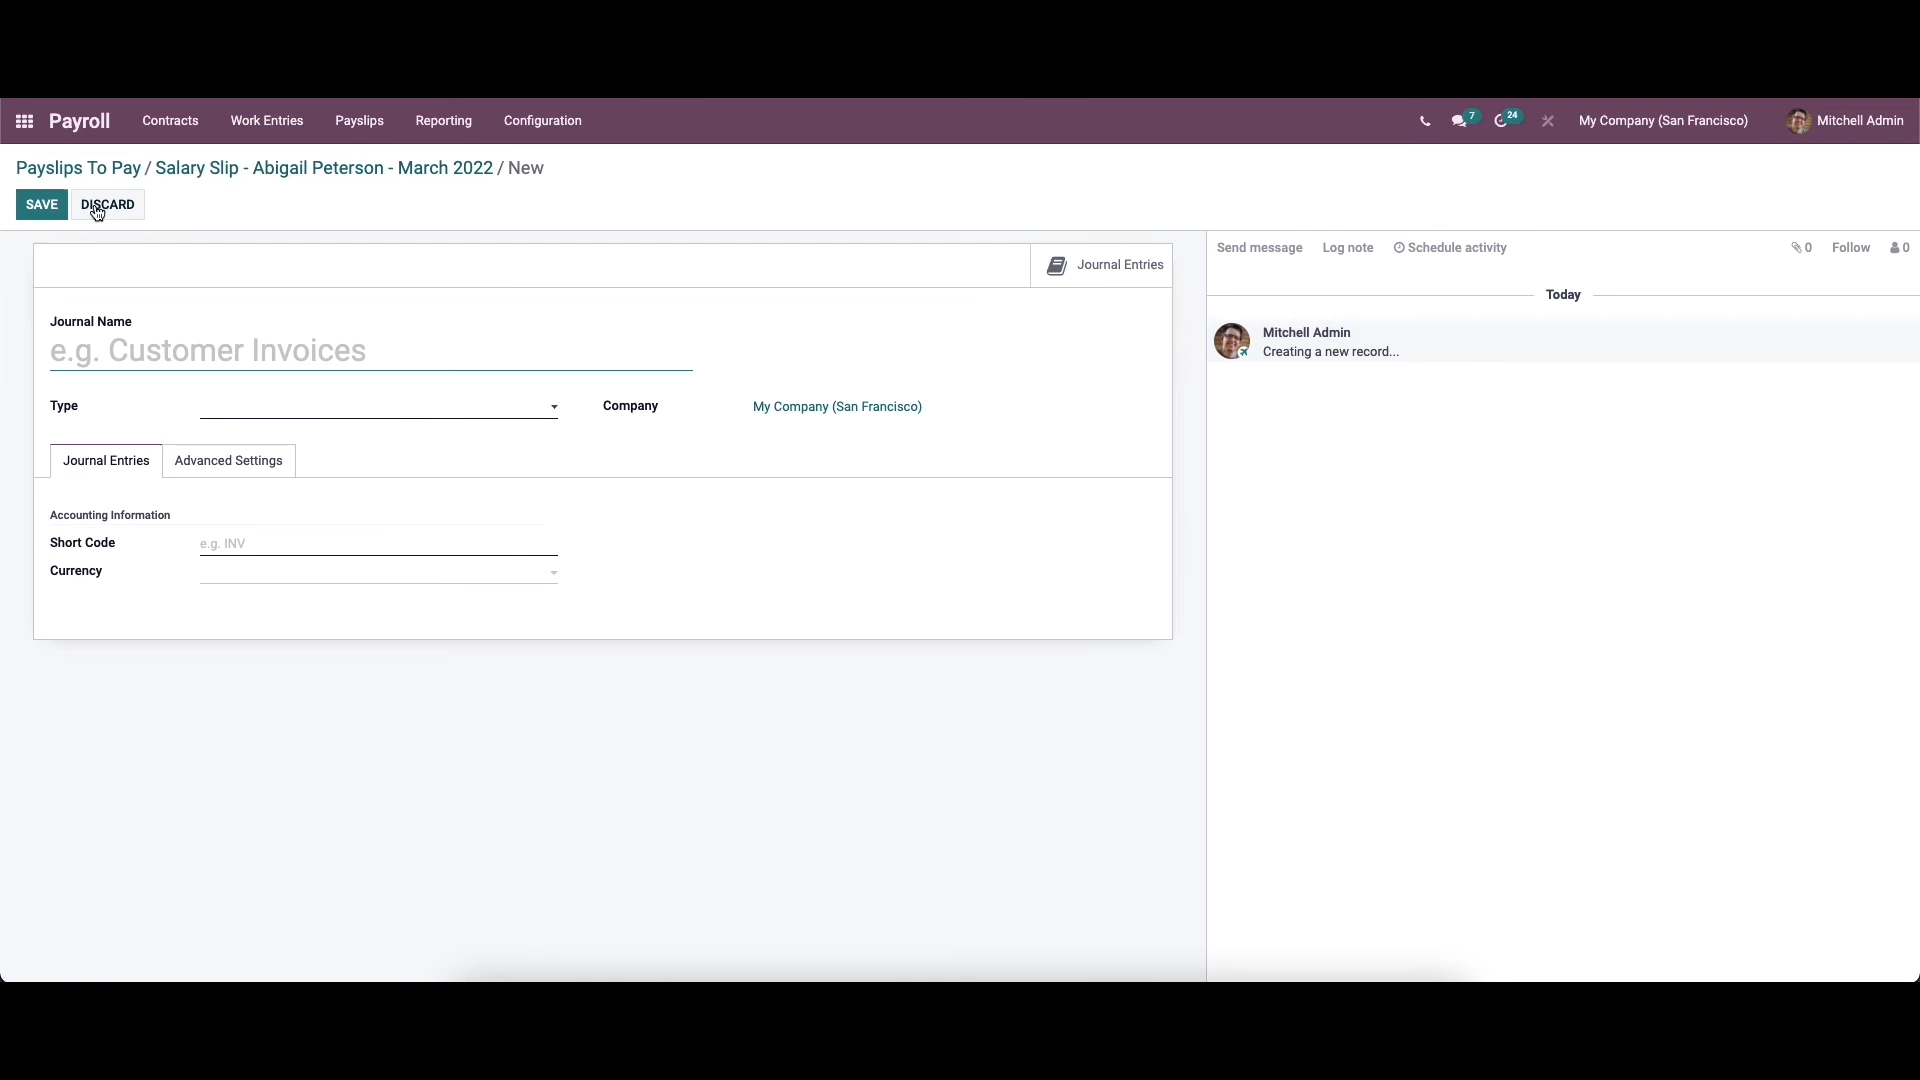 Payroll Contracts Work Entries Payslips Reporting Configuration 7 24 My Company (San Francisco) Mitchell Admin
Payslips To Pay / Salary Slip - Abigail Peterson - March 2022 / New
SAVE DISCARD
Send message Log note Schedule activity 0 Follow 0
Journal Entries
Today
Journal Name
e.g. Customer Invoices
Mitchell Admin
Creating a new record...
Type Company My Company (San Francisco)
Journal Entries Advanced Settings
Accounting Information
Short Code e.g. INV
Currency